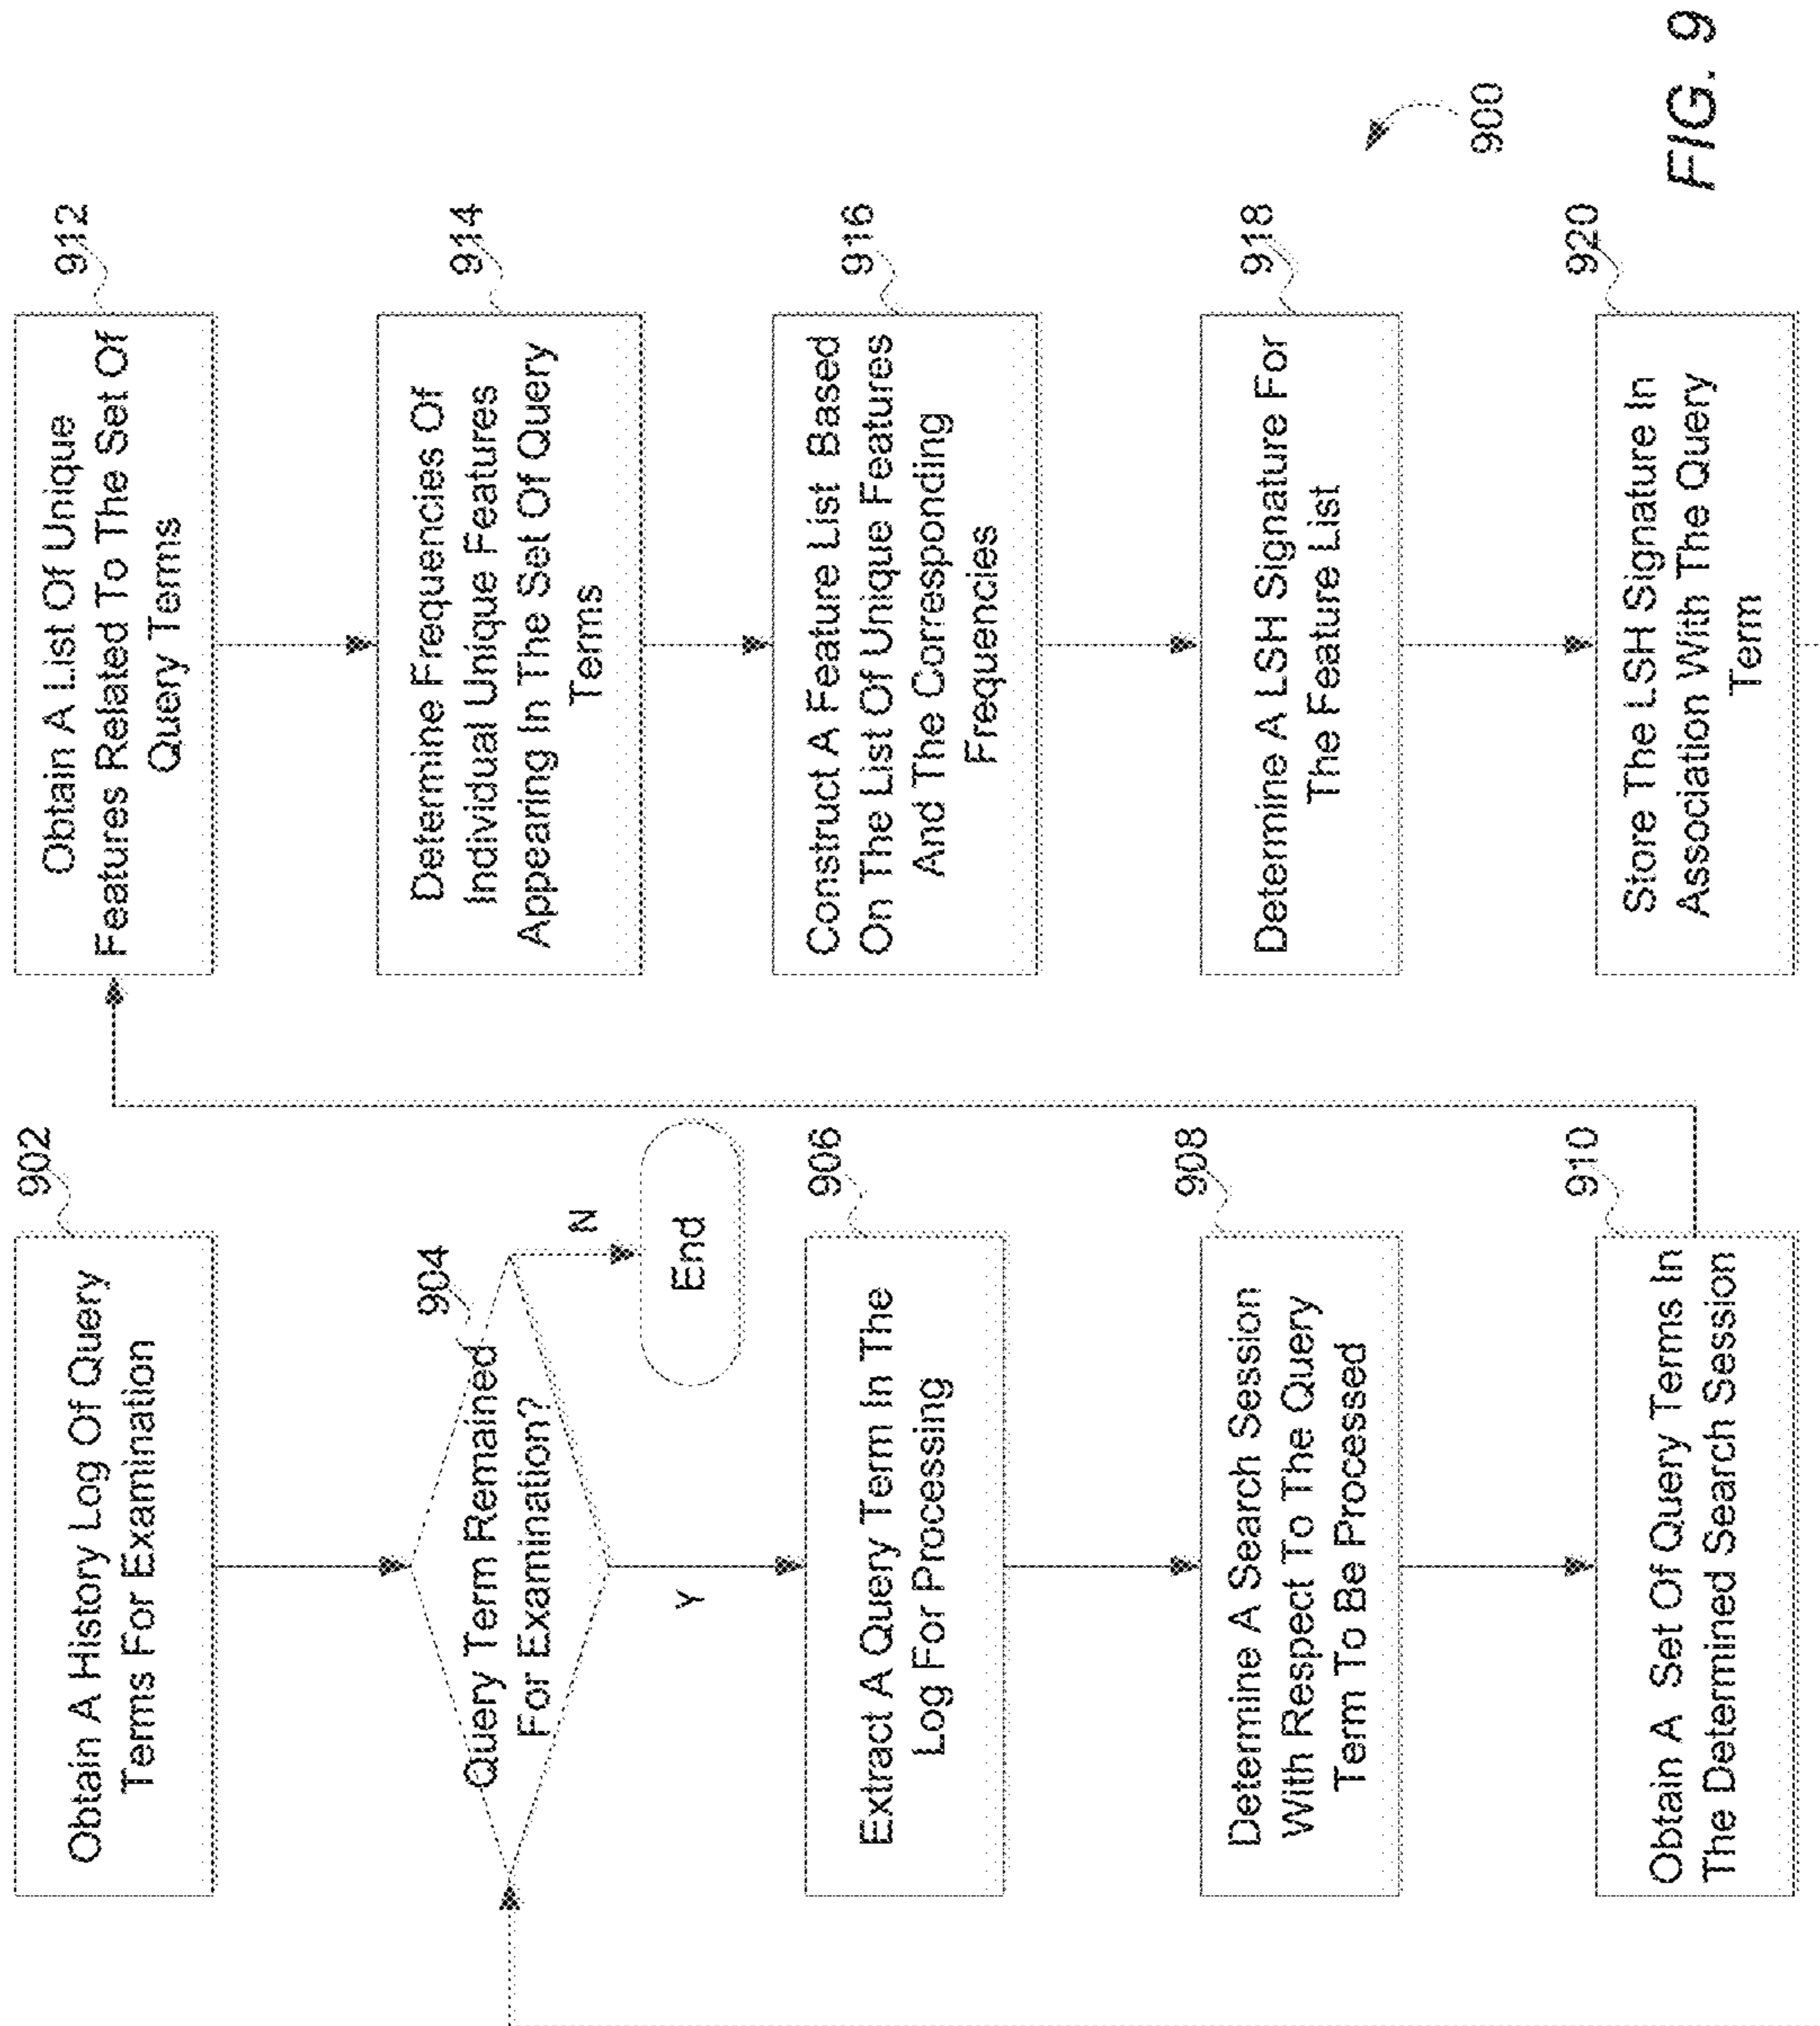 902
Obtain A History Log Of Query
Terms For Examination
904
Query Term Remained
For Examination?
N
End
Y
906
Extract A Query Term In The
Log For Processing
908
Determine A Search Session
With Respect To The Query
Term To Be Processed
910
Obtain A Set Of Query Terms In
The Determined Search Session
912
Obtain A List Of Unique
Features Related To The Set Of
Query Terms
914
Determine Frequencies Of
Individual Unique Features
Appearing In The Set Of Query
Terms
916
Construct A Feature List Based
On The List Of Unique Features
And The Corresponding
Frequencies
918
Determine A LSH Signature For
The Feature List
920
Store The LSH Signature In
Association With The Query
Term
900
FIG. 9